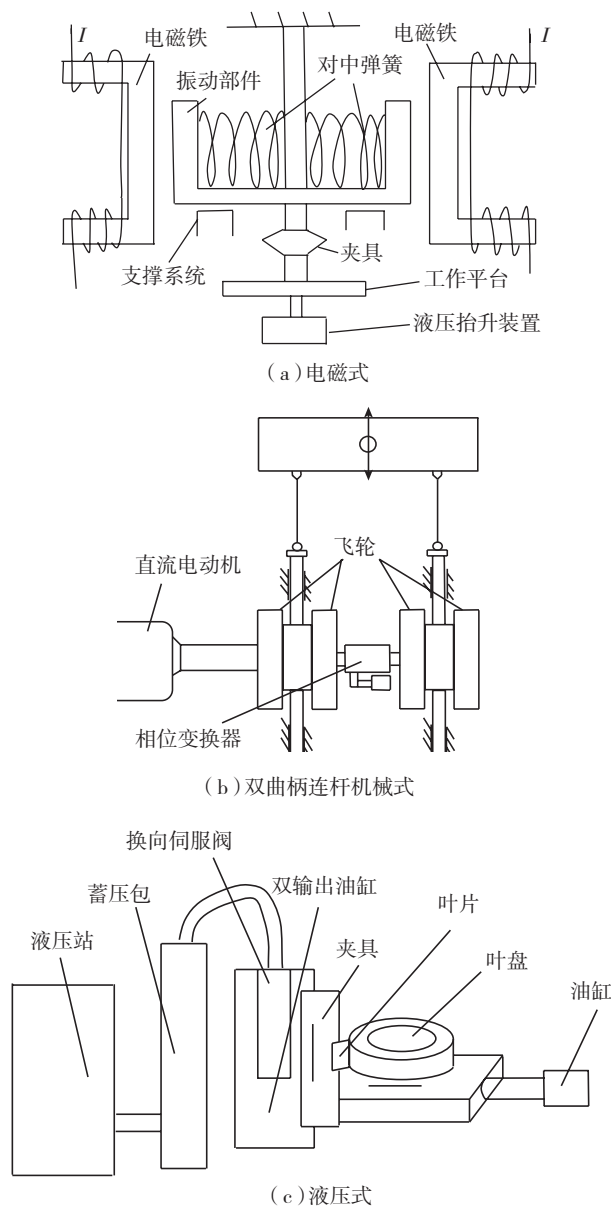 I
电磁铁
电磁铁
I
振动部件
对中弹簧
支撑系统
夹具
工作平台
液压抬升装置
(a)电磁式
直流电动机
飞轮
相位变换器
(b)双曲柄连杆机械式
换向伺服阀
蓄压包
双输出油缸
液压站
叶片
夹具
叶盘
油缸
(c)液压式